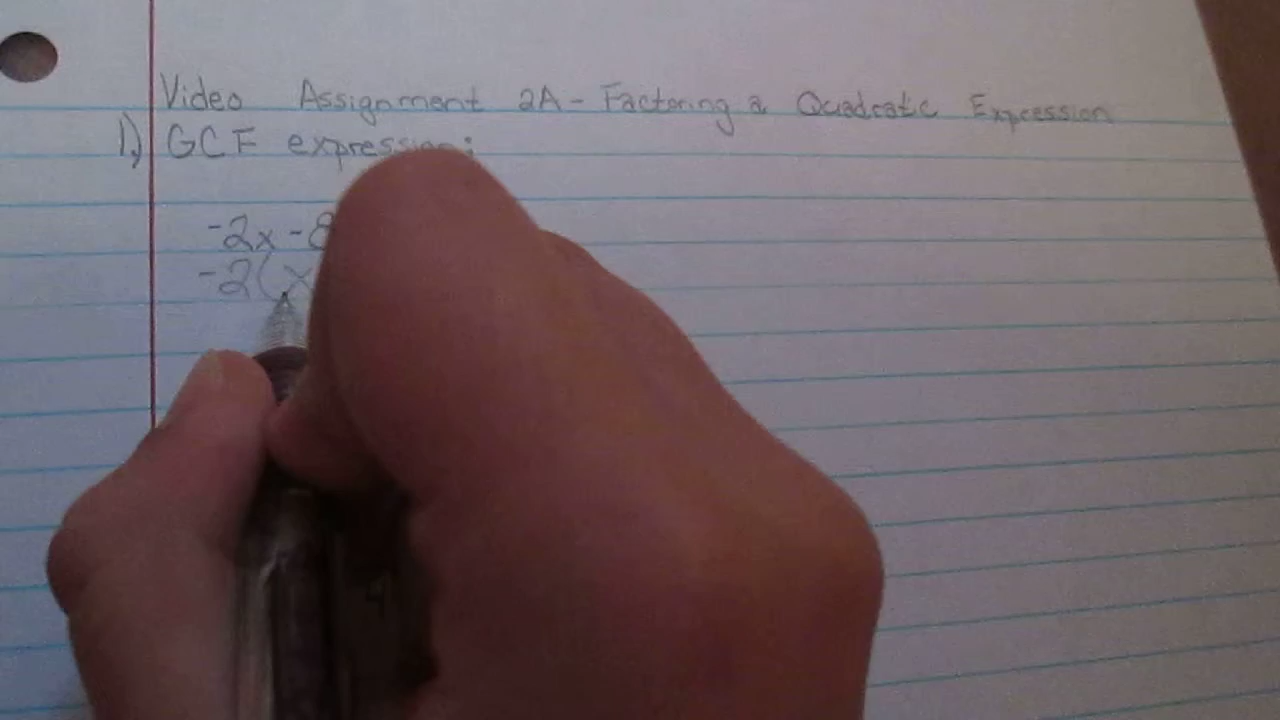 Video Assignment 2A - Factoring a Quadratic Expression
1.) GCF expression:
-2x - 8
-2(x